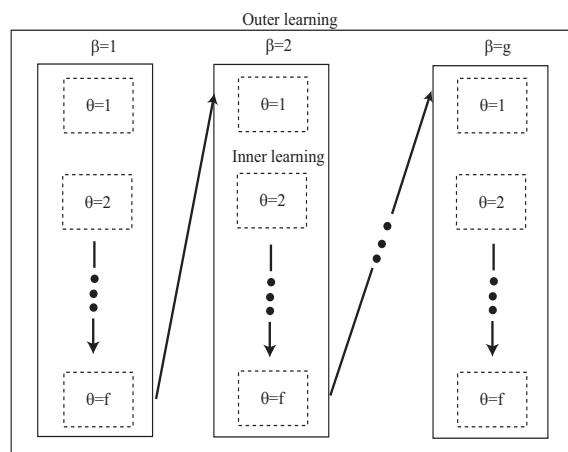 Outer learning
β=1
β=2
β=g
θ=1
θ=1
θ=1
Inner learning
θ=2
θ=2
θ=2
θ=f
θ=f
θ=f